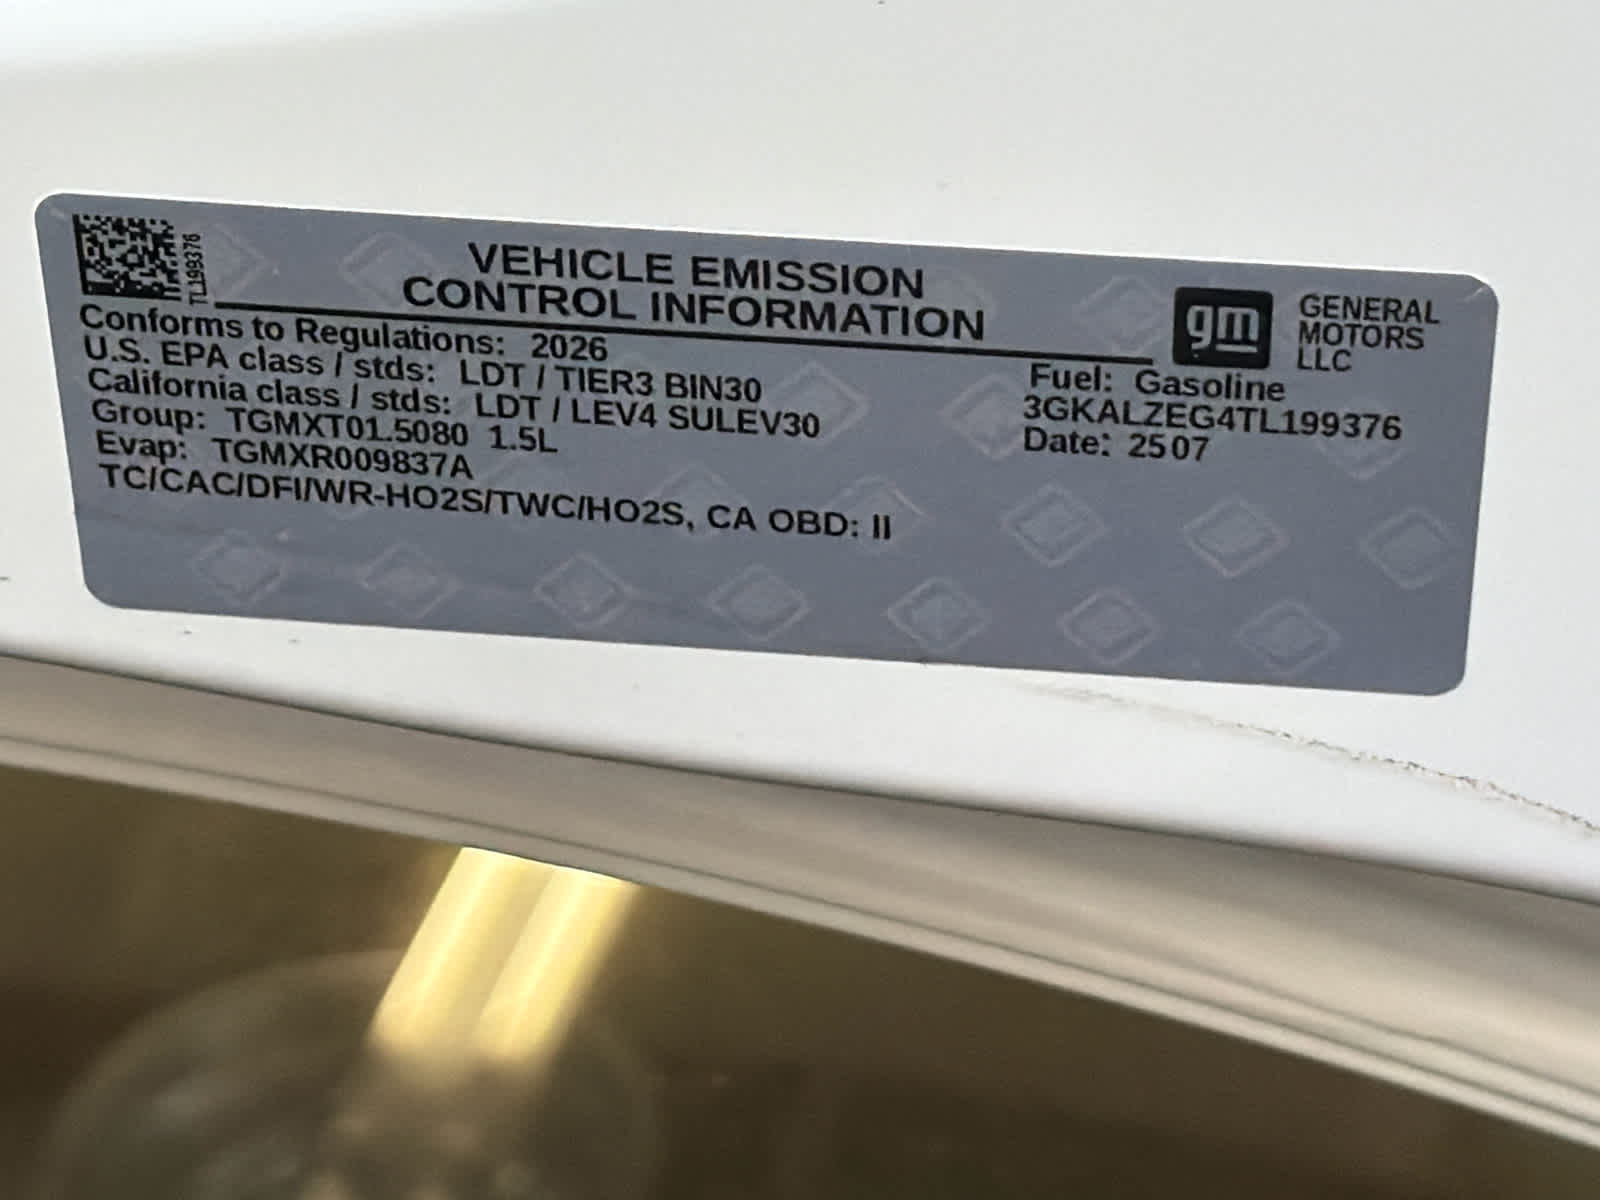 TL199376
VEHICLE EMISSION
CONTROL INFORMATION
gm
GENERAL
MOTORS
LLC
Conforms to Regulations: 2026
U.S. EPA class / stds: LDT / TIER3 BIN30
California class / stds: LDT / LEV4 SULEV30
Group: TGMXT01.5080 1.5L
Evap: TGMXR009837A
TC/CAC/DFI/WR-HO2S/TWC/HO2S, CA OBD: II
Fuel: Gasoline
3GKALZEG4TL199376
Date: 2507